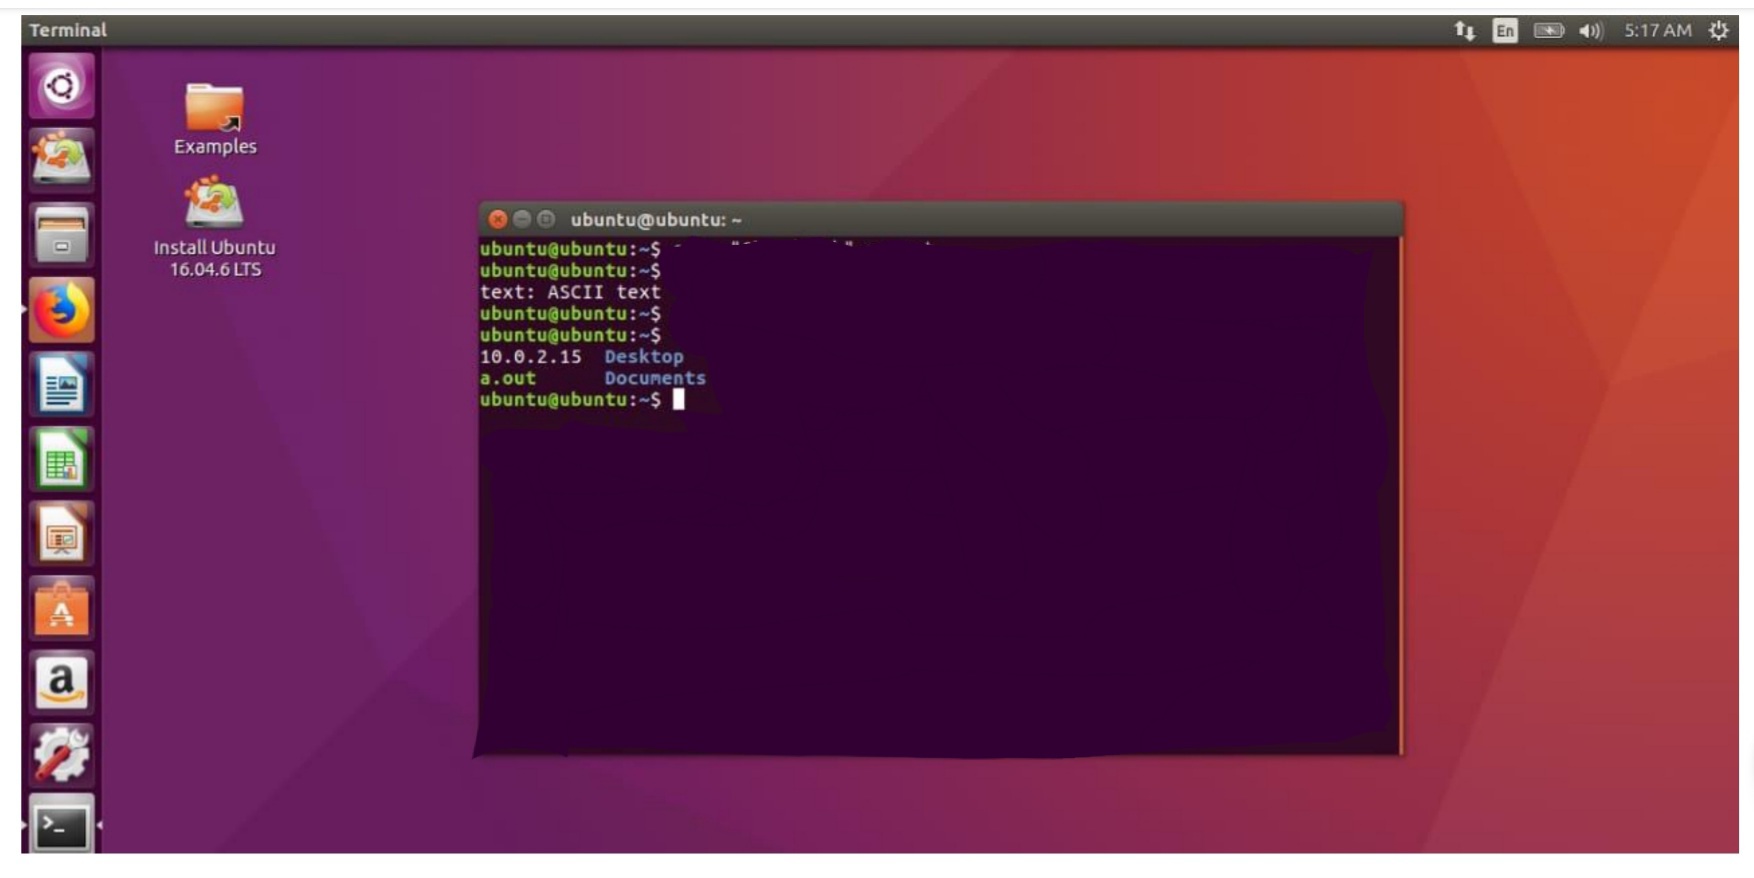 Terminal
En
5:17 AM
Examples
Install Ubuntu
16.04.6 LTS
ubuntu@ubuntu: ~
ubuntu@ubuntu:~$
ubuntu@ubuntu:~$
text: ASCII text
ubuntu@ubuntu:~$
ubuntu@ubuntu:~$
10.0.2.15 Desktop
a.out Documents
ubuntu@ubuntu:~$
A
a
>_